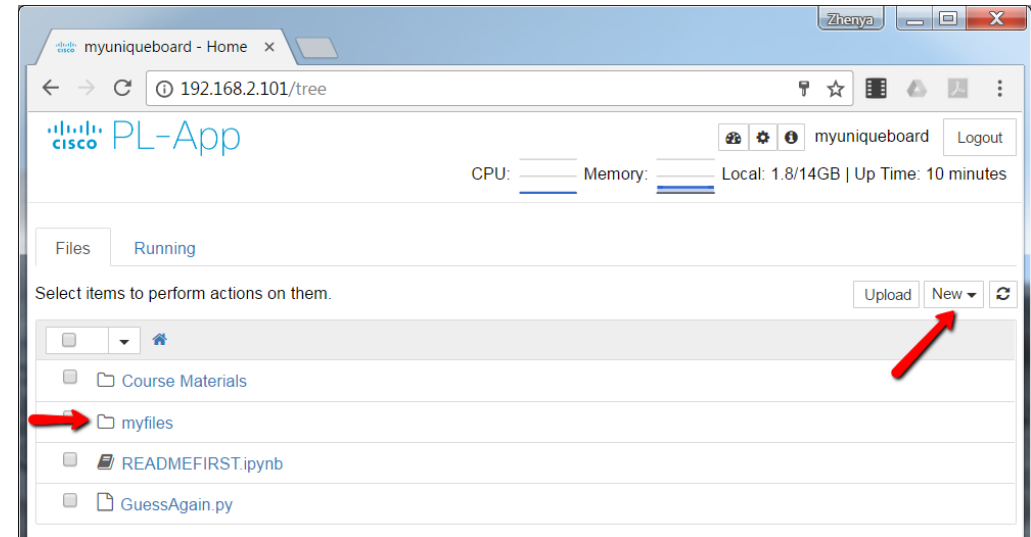 Zhenya
cisco myuniqueboard - Home
192.168.2.101/tree
cisco PL-App myuniqueboard Logout
CPU: Memory: Local: 1.8/14GB | Up Time: 10 minutes
Files Running
Select items to perform actions on them. Upload New
Course Materials
myfiles
READMEFIRST.ipynb
GuessAgain.py